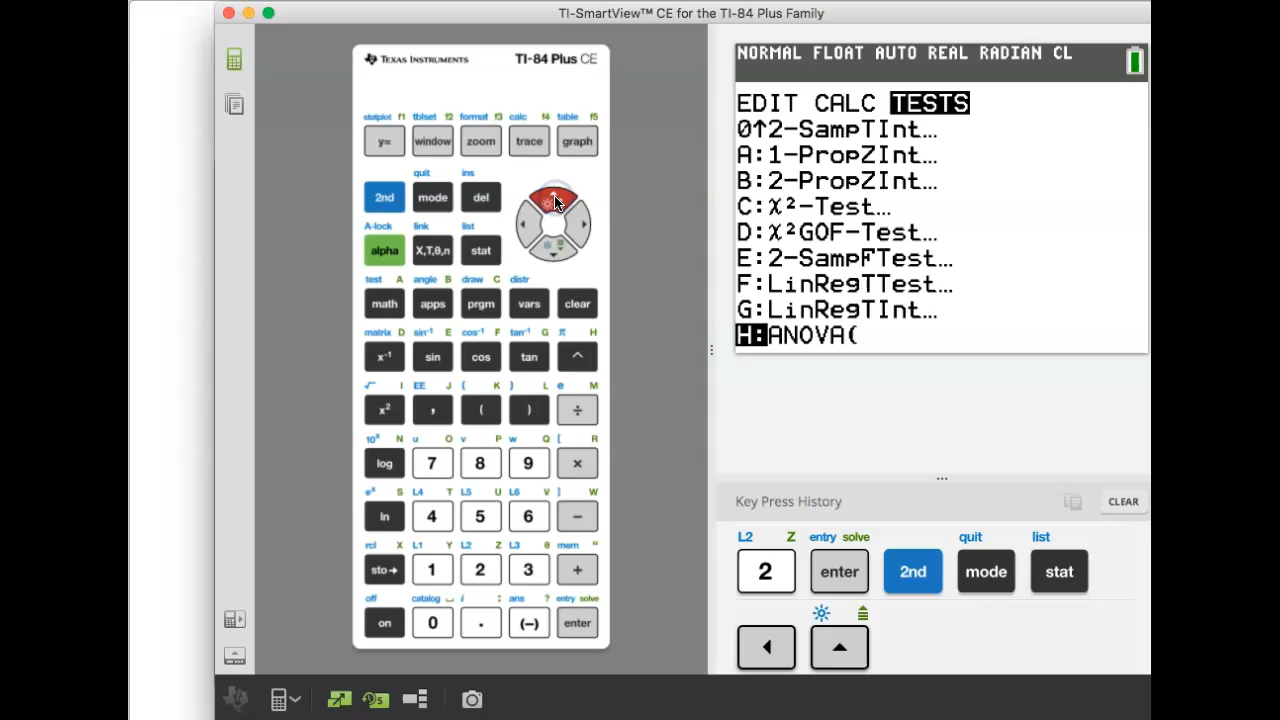 TI-SmartView™ CE for the TI-84 Plus Family
TEXAS INSTRUMENTS TI-84 Plus CE
statplot f1 tblset f2 format f3 calc f4 table f5
y= window zoom trace graph
quit ins
2nd mode del
A-lock link list
alpha X,T,θ,n stat
test A angle B draw C distr
math apps prgm vars clear
matrix D sin⁻¹ E cos⁻¹ F tan⁻¹ G π H
x⁻¹ sin cos tan ^
√ I EE J { K } L e M
x² , ( ) ÷
10ˣ N u O v P w Q [ R
log 7 8 9 ×
eˣ S L4 T L5 U L6 V ] W
ln 4 5 6 −
rcl X L1 Y L2 Z L3 θ mem "
sto→ 1 2 3 +
off catalog ⎵ i : ans ? entry solve
on 0 . (−) enter
NORMAL FLOAT AUTO REAL RADIAN CL
EDIT CALC TESTS
0↑2-SampTInt…
A:1-PropZInt…
B:2-PropZInt…
C:χ²-Test…
D:χ²GOF-Test…
E:2-SampFTest…
F:LinRegTTest…
G:LinRegTInt…
H:ANOVA(
Key Press History CLEAR
L2 Z entry solve quit list
2 enter 2nd mode stat